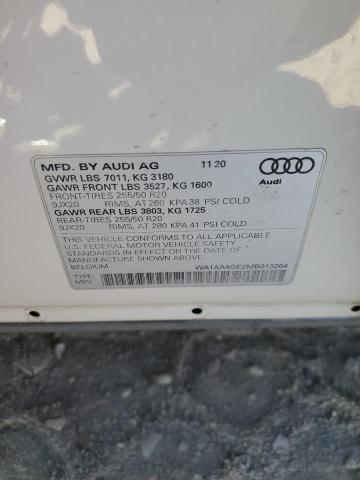 MFD. BY AUDI AG 11 20
GVWR LBS 7011, KG 3180
GAWR FRONT LBS 3527, KG 1600
FRONT-TIRES 255/50 R20
9JX20 RIMS, AT 260 KPA 38 PSI COLD
GAWR REAR LBS 3803, KG 1725
REAR-TIRES 255/50 R20
9JX20 RIMS, AT 280 KPA 41 PSI COLD
Audi
THIS VEHICLE CONFORMS TO ALL APPLICABLE
U.S. FEDERAL MOTOR VEHICLE SAFETY
STANDARDS IN EFFECT ON THE DATE OF
MANUFACTURE SHOWN ABOVE.
BELGIUM
TYPE: WA1AAAGE2MB013264
MPV